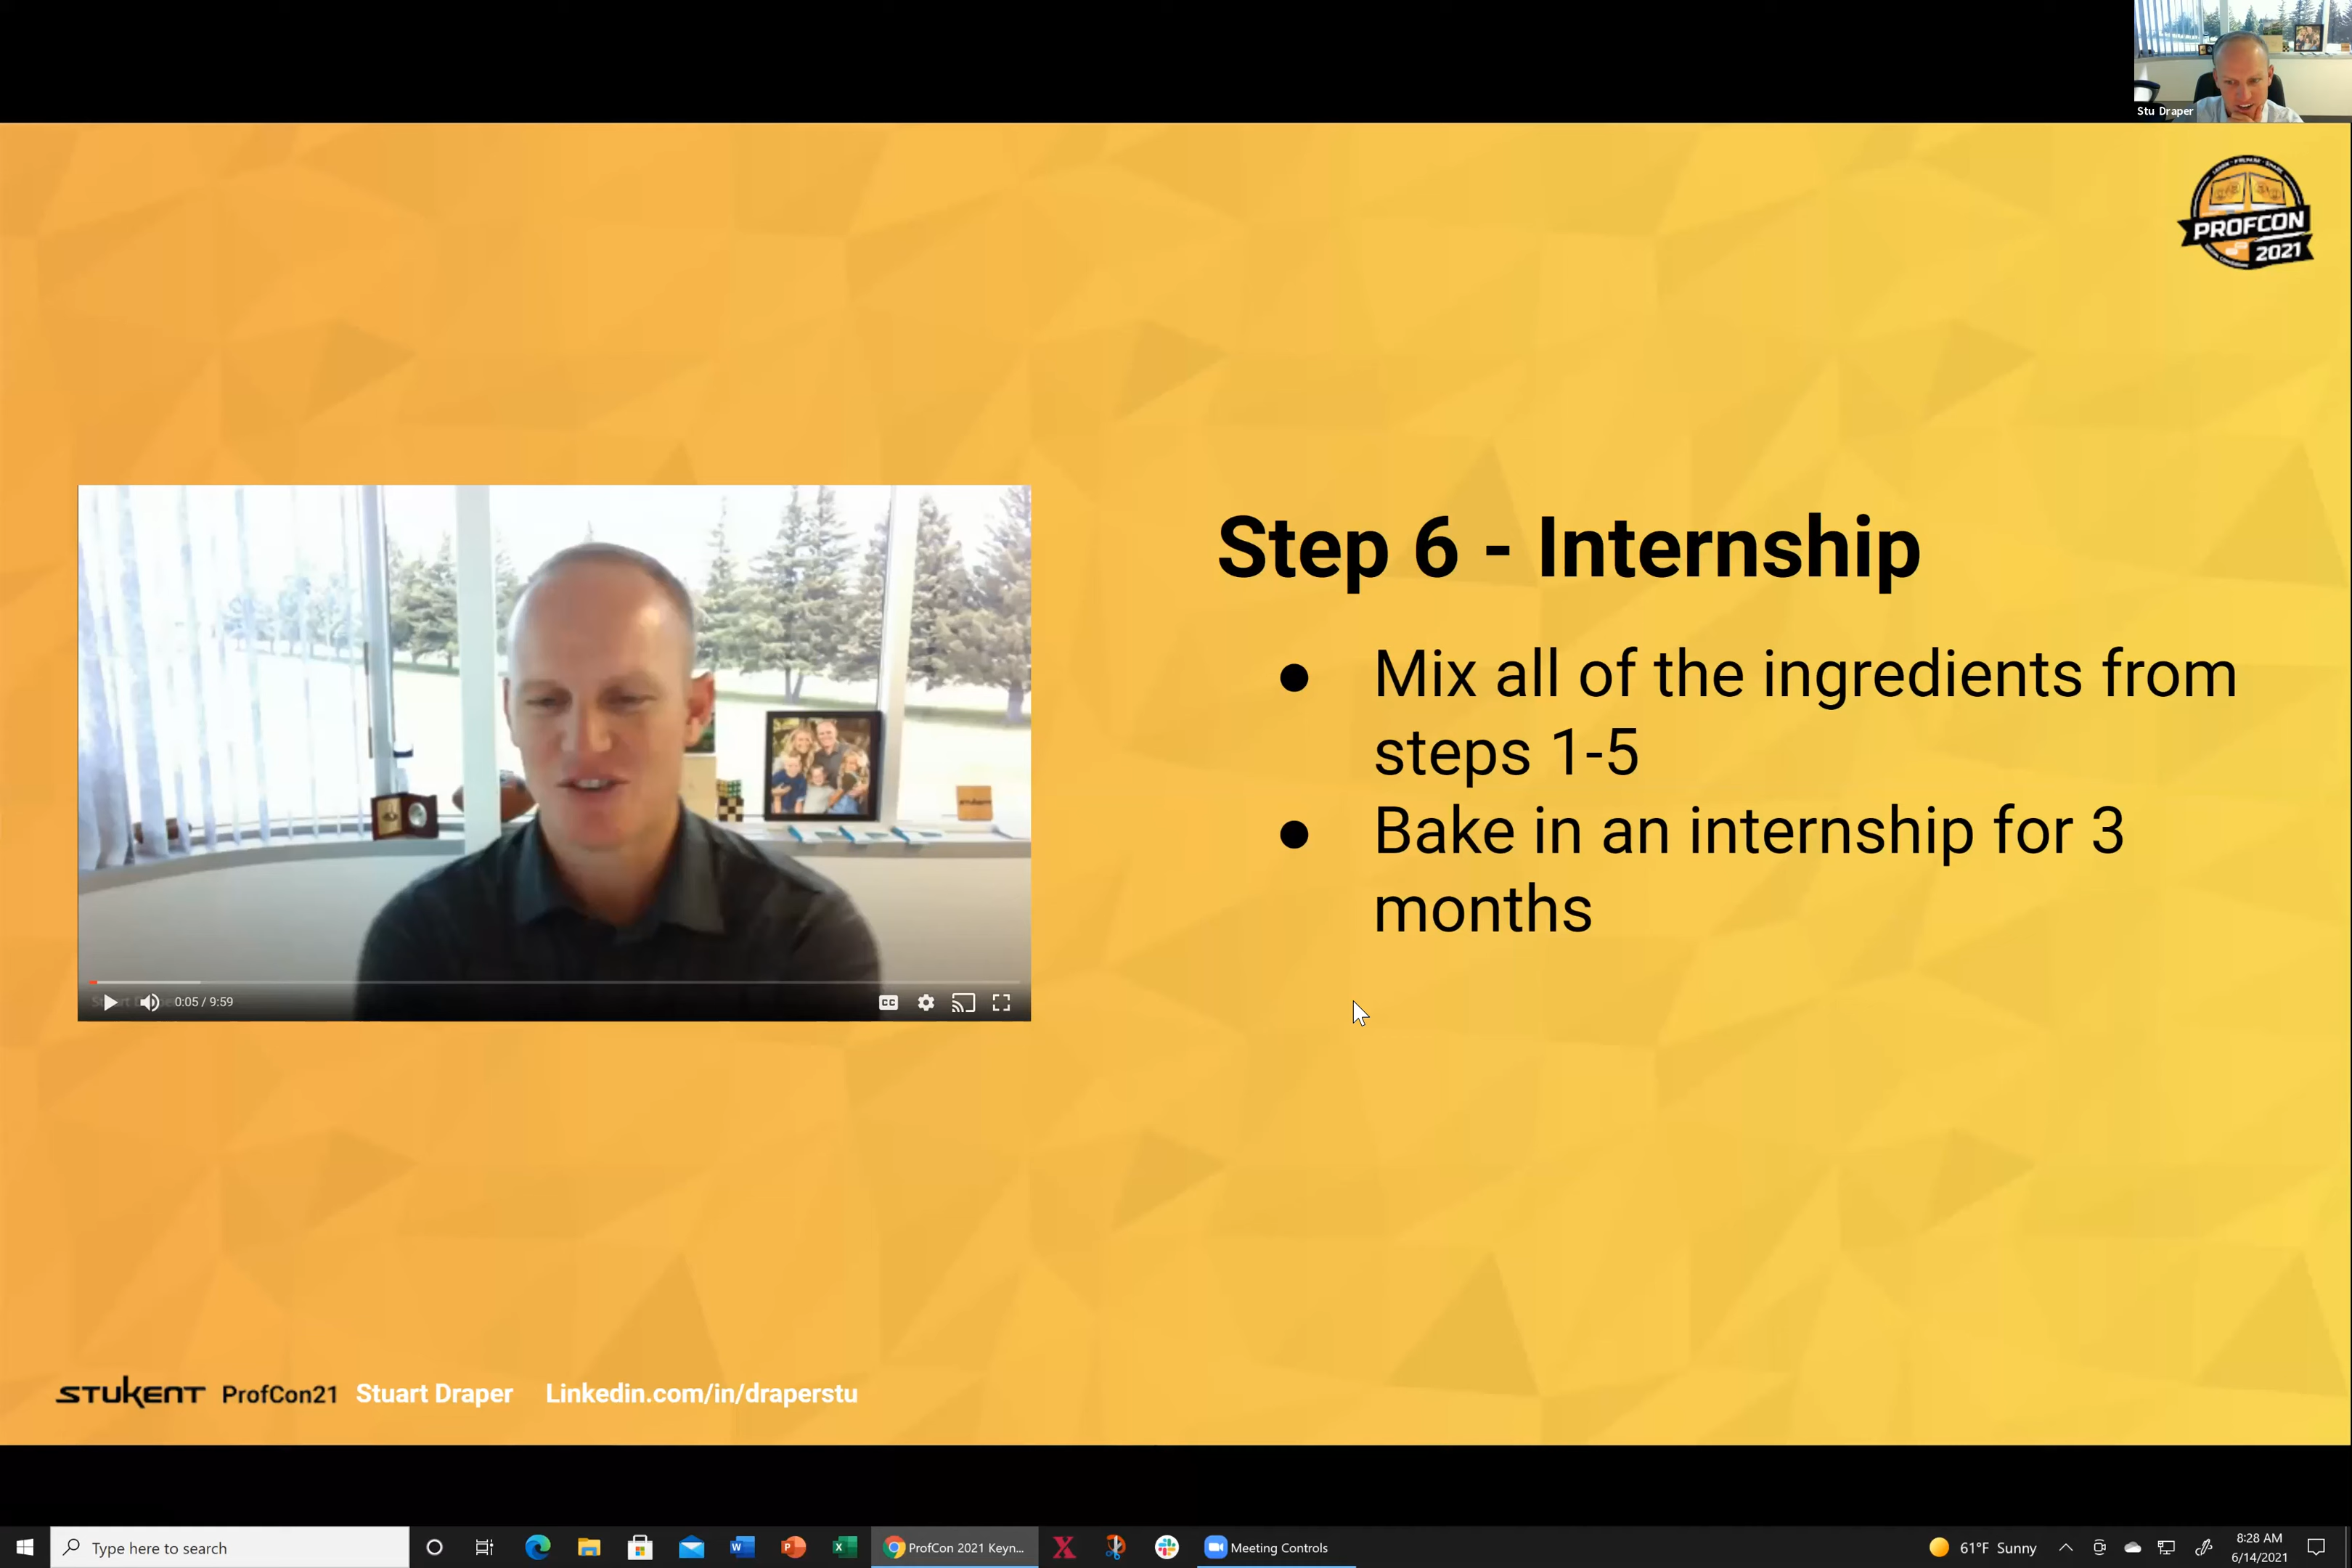 Stu Draper
PROFCON
2021
Step 6 - Internship
● Mix all of the ingredients from
steps 1-5
● Bake in an internship for 3
months
0:05 / 9:59
CC
STUKENT ProfCon21 Stuart Draper Linkedin.com/in/draperstu
Type here to search
ProfCon 2021 Keyn...
Meeting Controls
61°F Sunny
8:28 AM
6/14/2021